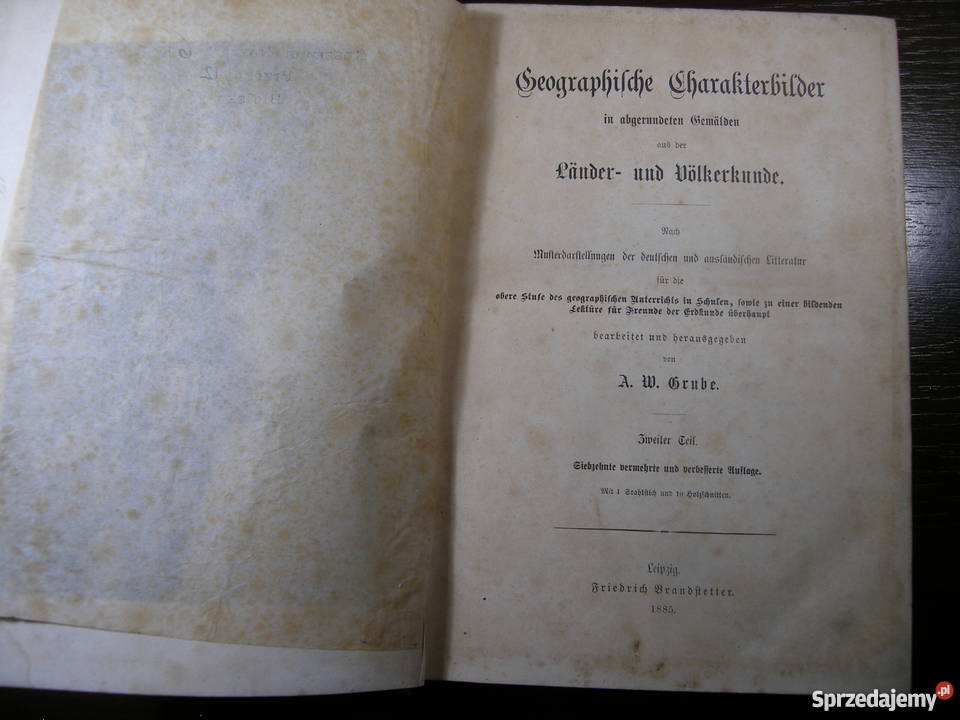 Geographische Charakterbilder
in abgerundeten Gemälden
aus der
Länder- und Völkerkunde.
Nach
Musterdarstellungen der deutschen und ausländischen Litteratur
für die
obere Stufe des geographischen Unterrichts in Schulen, sowie zu einer bildenden
Lektüre für Freunde der Erdkunde überhaupt
bearbeitet und herausgegeben
von
A. W. Grube.
Zweiter Teil.
Siebzehnte vermehrte und verbesserte Auflage.
Mit 1 Stahlstich und 10 Holzschnitten.
Leipzig.
Friedrich Brandstetter.
1885.
Sprzedajemy.pl